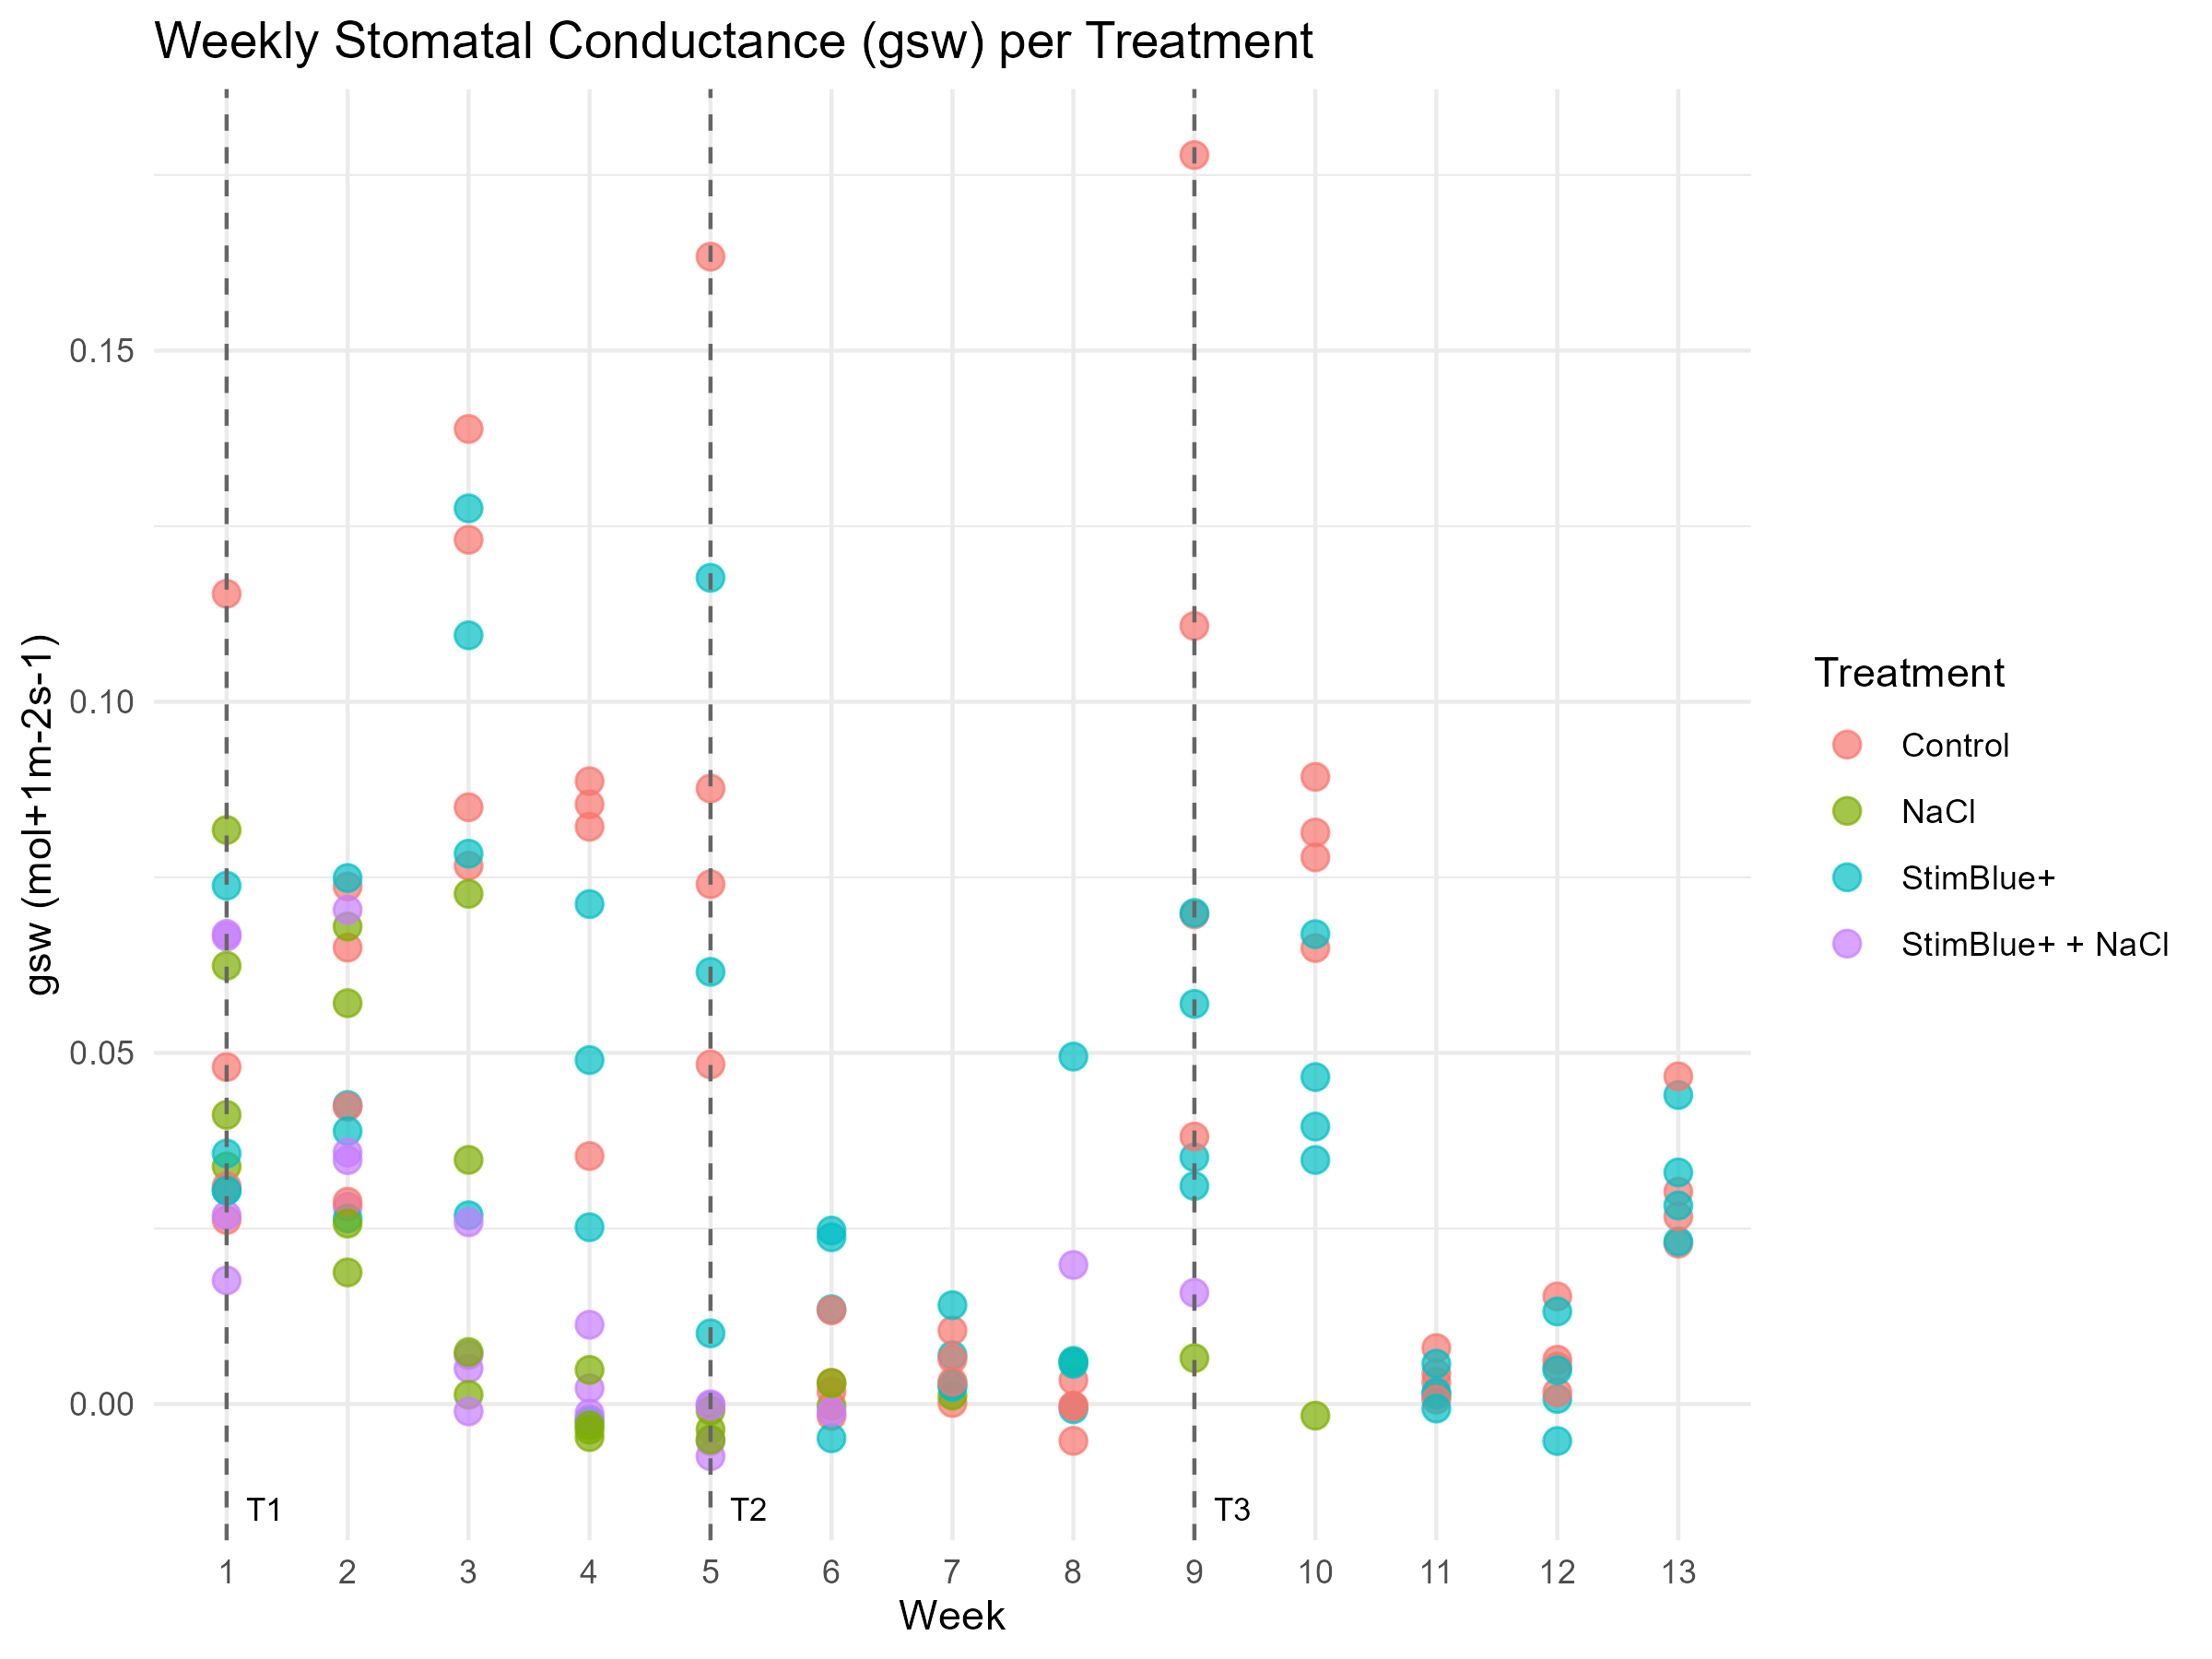 Weekly Stomatal Conductance (gsw) per Treatment
gsw (mol+1m-2s-1)
0.15
0.10
0.05
0.00
T1
T2
T3
1 2 3 4 5 6 7 8 9 10 11 12 13
Week
Treatment
Control
NaCl
StimBlue+
StimBlue+ + NaCl